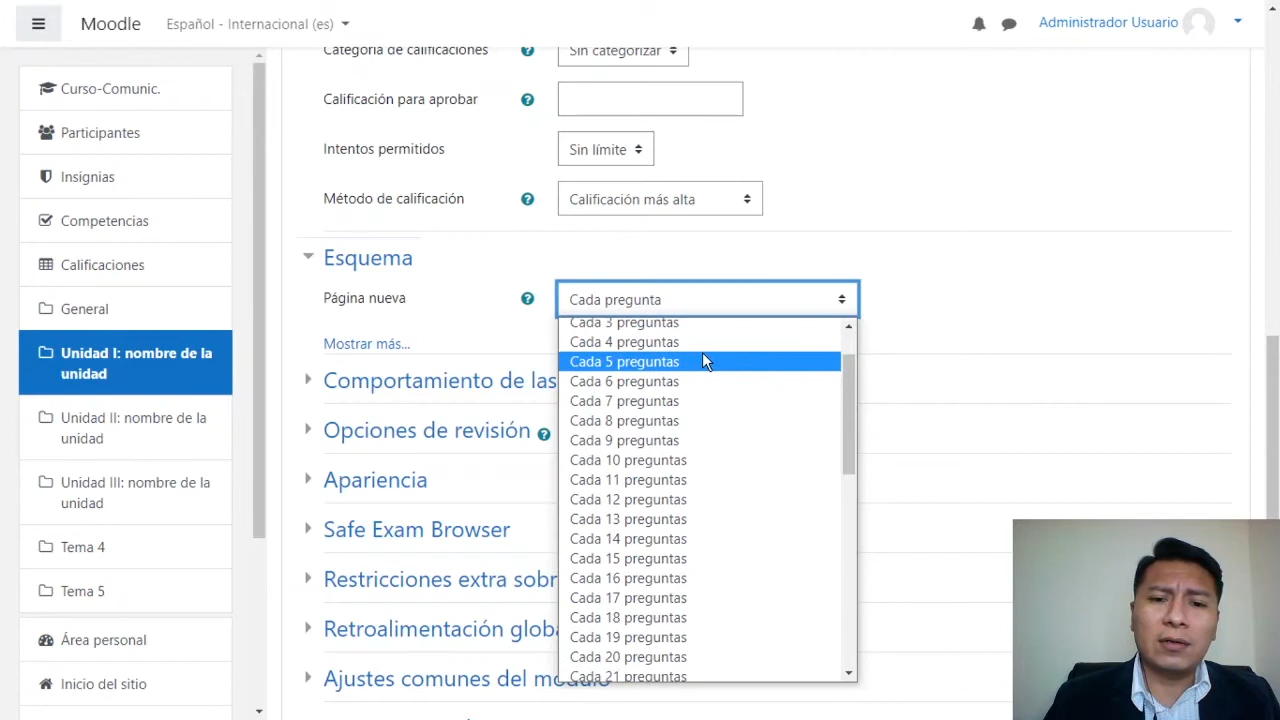 Moodle
Español - Internacional (es)
Administrador Usuario
Curso-Comunic.
Participantes
Insignias
Competencias
Calificaciones
General
Unidad I: nombre de la
unidad
Unidad II: nombre de la
unidad
Unidad III: nombre de la
unidad
Tema 4
Tema 5
Área personal
Inicio del sitio
Categoría de calificaciones
Sin categorizar
Calificación para aprobar
Intentos permitidos
Sin límite
Método de calificación
Calificación más alta
Esquema
Página nueva
Cada pregunta
Cada 3 preguntas
Cada 4 preguntas
Cada 5 preguntas
Cada 6 preguntas
Cada 7 preguntas
Cada 8 preguntas
Cada 9 preguntas
Cada 10 preguntas
Cada 11 preguntas
Cada 12 preguntas
Cada 13 preguntas
Cada 14 preguntas
Cada 15 preguntas
Cada 16 preguntas
Cada 17 preguntas
Cada 18 preguntas
Cada 19 preguntas
Cada 20 preguntas
Cada 21 preguntas
Mostrar más...
Comportamiento de las
Opciones de revisión
Apariencia
Safe Exam Browser
Restricciones extra sobr
Retroalimentación globa
Ajustes comunes del módulo